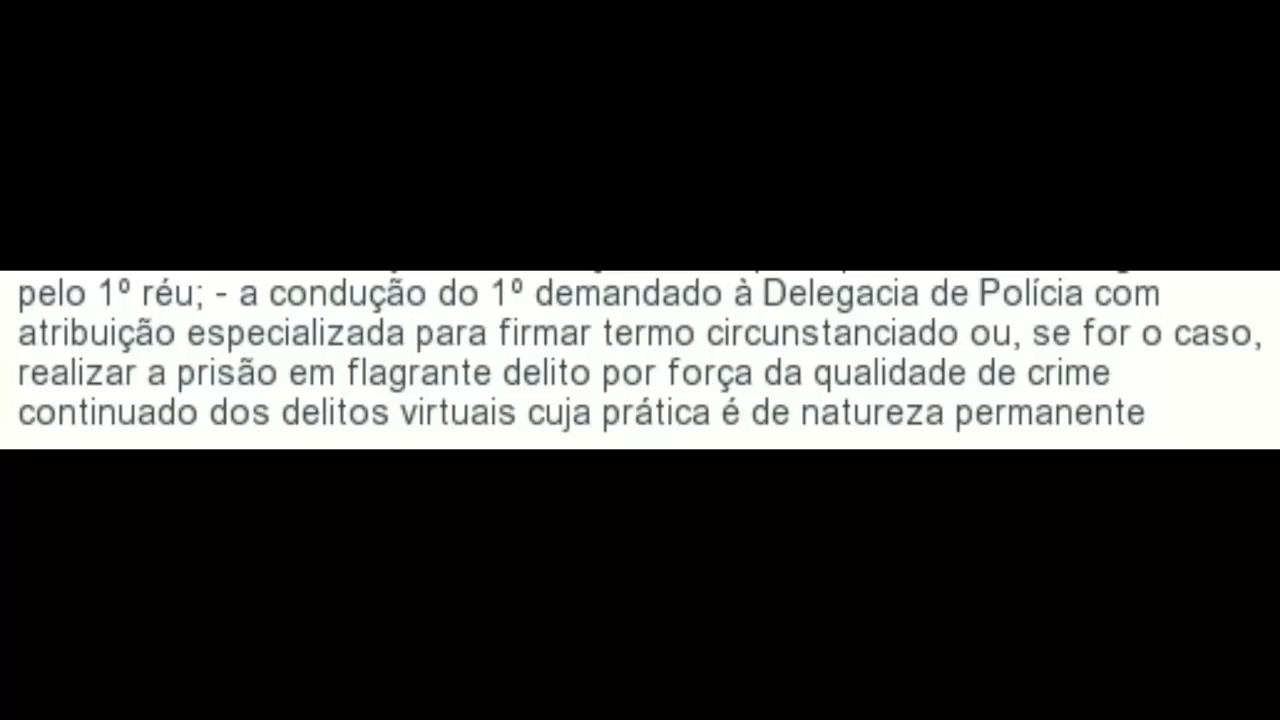 pelo 1º réu; - a condução do 1º demandado à Delegacia de Polícia com
atribuição especializada para firmar termo circunstanciado ou, se for o caso,
realizar a prisão em flagrante delito por força da qualidade de crime
continuado dos delitos virtuais cuja prática é de natureza permanente